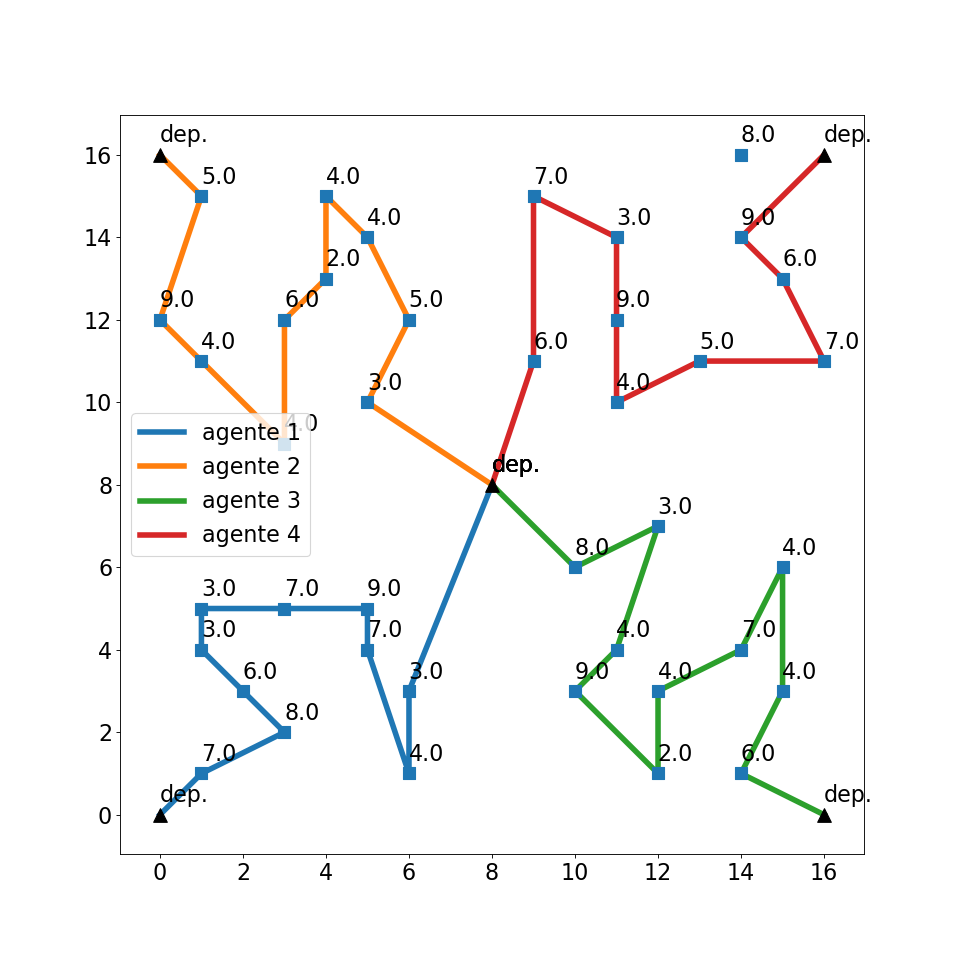 dep. 8.0 dep.
16
5.0 4.0 7.0
4.0 3.0 9.0
14
2.0 6.0
9.0 6.0 5.0 9.0
12
4.0 6.0 5.0 7.0
3.0 4.0
10
4.0
agente 1
agente 2
agente 3
agente 4
dep.
8
3.0
8.0 4.0
6
3.0 7.0 9.0
3.0 7.0 4.0 7.0
4
6.0 3.0 9.0 4.0 4.0
8.0
2
7.0 4.0 2.0 6.0
dep. dep.
0
0 2 4 6 8 10 12 14 16